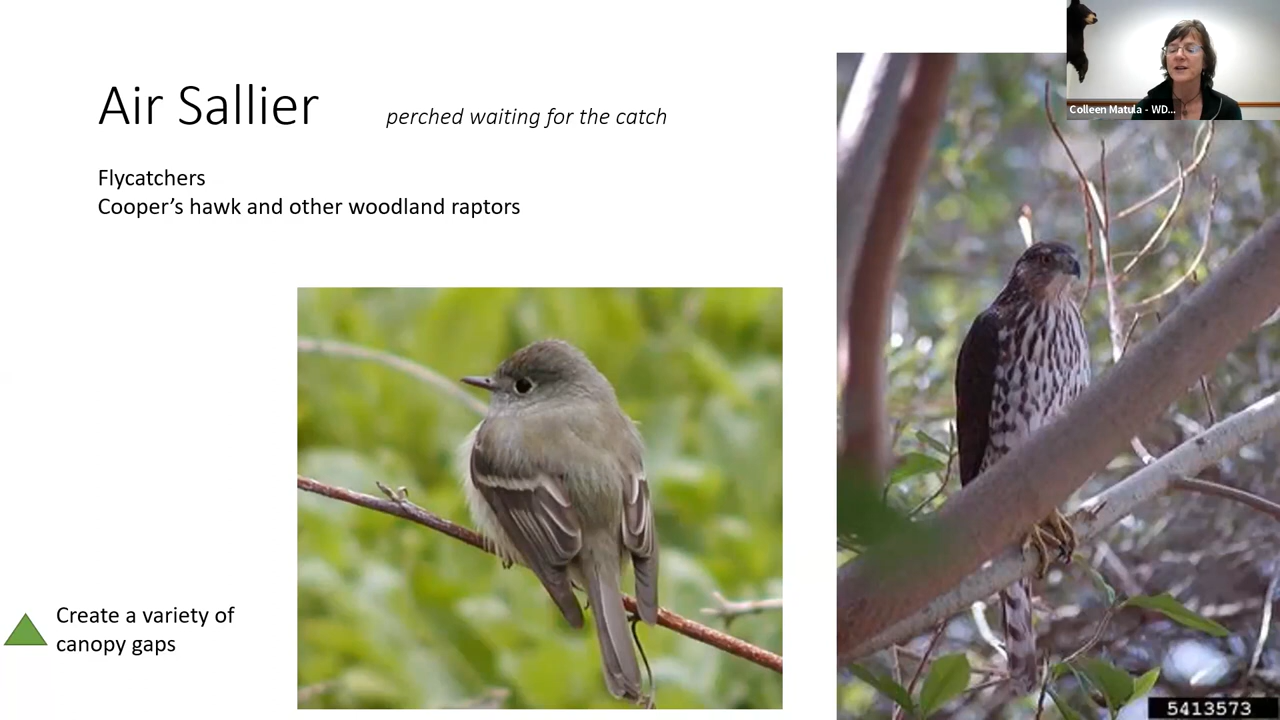 Air Sallier
perched waiting for the catch
Flycatchers
Cooper’s hawk and other woodland raptors
Create a variety of
canopy gaps
Colleen Matula - WD...
5413573